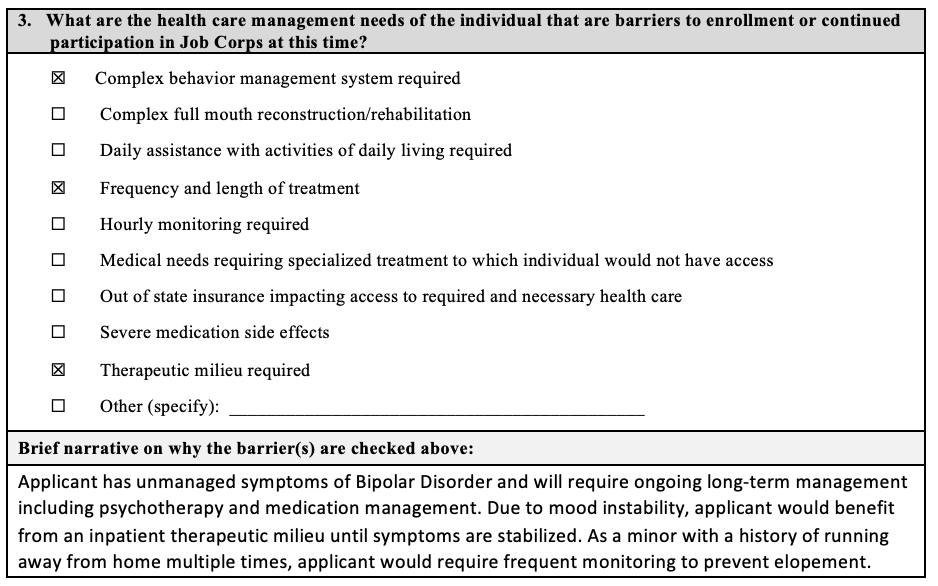 3. What are the health care management needs of the individual that are barriers to enrollment or continued
participation in Job Corps at this time?
☒ Complex behavior management system required
☐ Complex full mouth reconstruction/rehabilitation
☐ Daily assistance with activities of daily living required
☒ Frequency and length of treatment
☐ Hourly monitoring required
☐ Medical needs requiring specialized treatment to which individual would not have access
☐ Out of state insurance impacting access to required and necessary health care
☐ Severe medication side effects
☒ Therapeutic milieu required
☐ Other (specify): ____________________________________________
Brief narrative on why the barrier(s) are checked above:
Applicant has unmanaged symptoms of Bipolar Disorder and will require ongoing long-term management
including psychotherapy and medication management. Due to mood instability, applicant would benefit
from an inpatient therapeutic milieu until symptoms are stabilized. As a minor with a history of running
away from home multiple times, applicant would require frequent monitoring to prevent elopement.